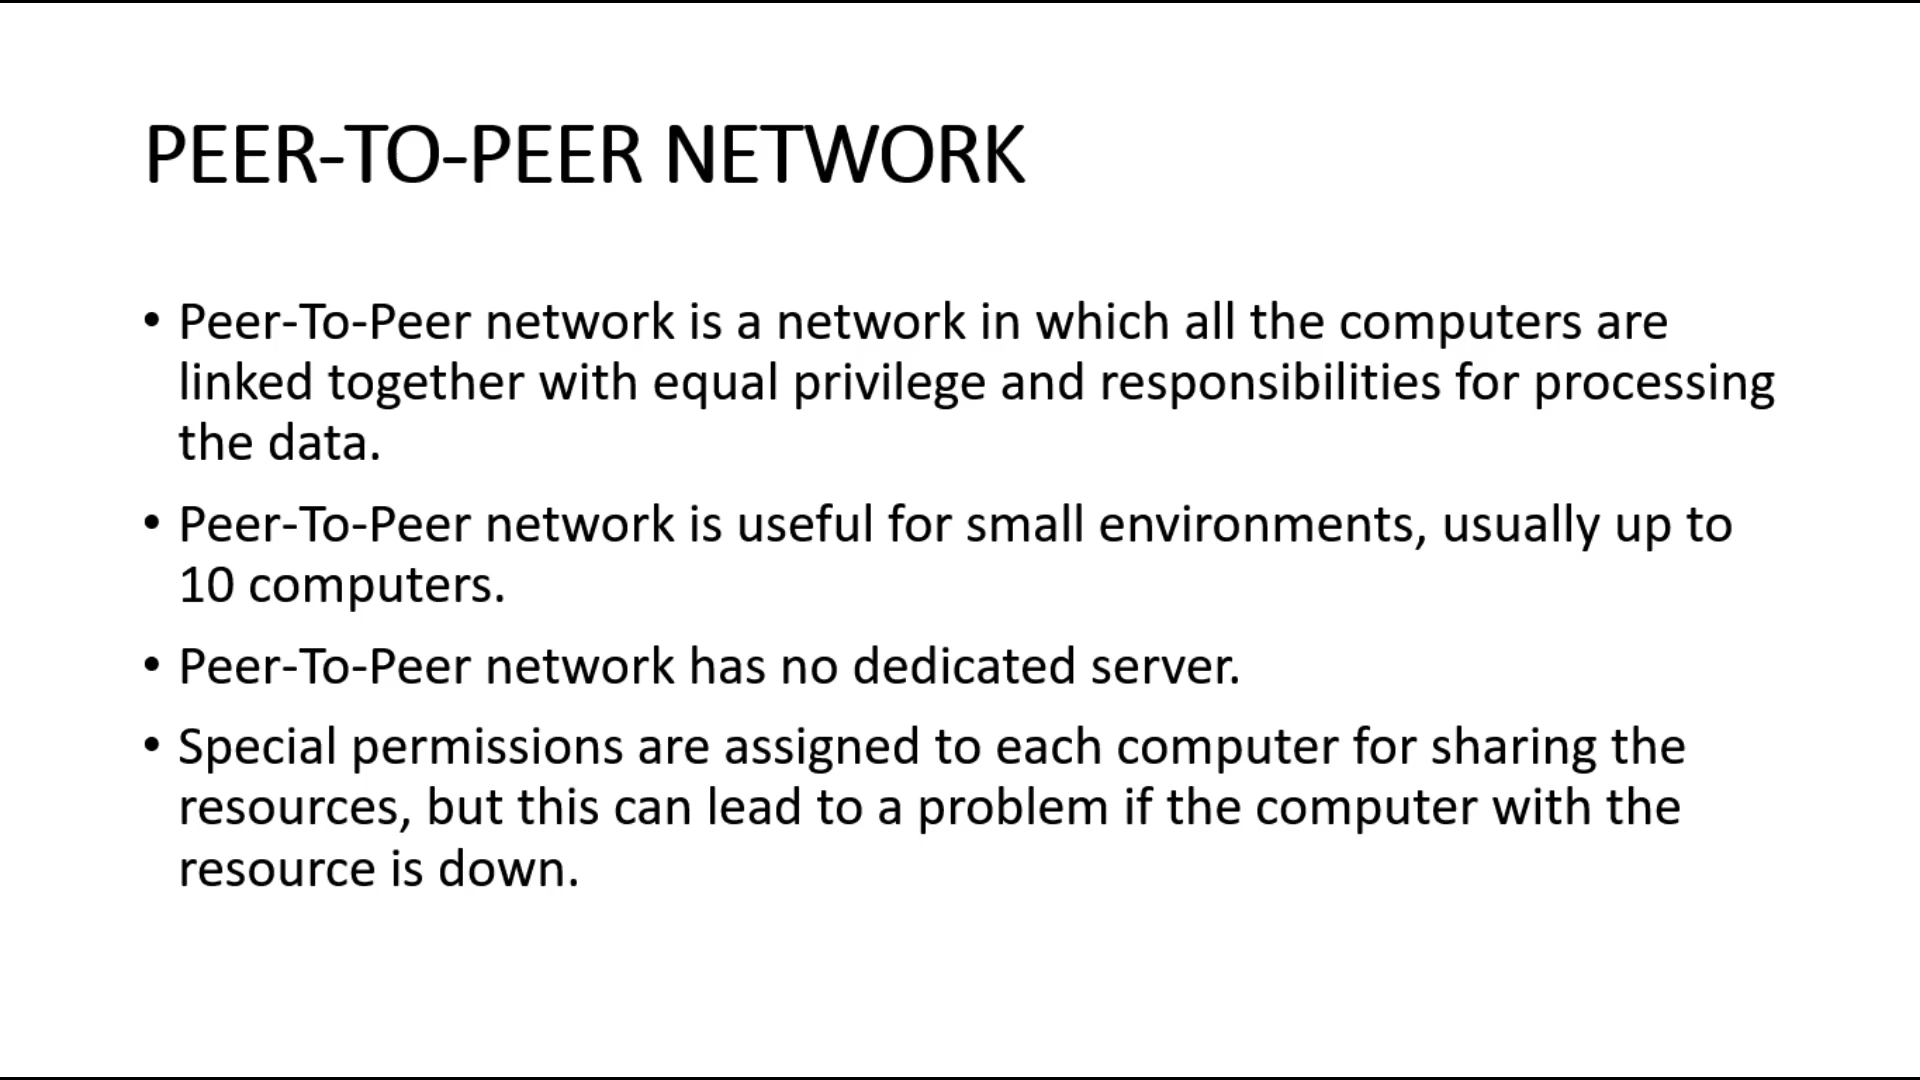 PEER-TO-PEER NETWORK
• Peer-To-Peer network is a network in which all the computers are
linked together with equal privilege and responsibilities for processing
the data.
• Peer-To-Peer network is useful for small environments, usually up to
10 computers.
• Peer-To-Peer network has no dedicated server.
• Special permissions are assigned to each computer for sharing the
resources, but this can lead to a problem if the computer with the
resource is down.